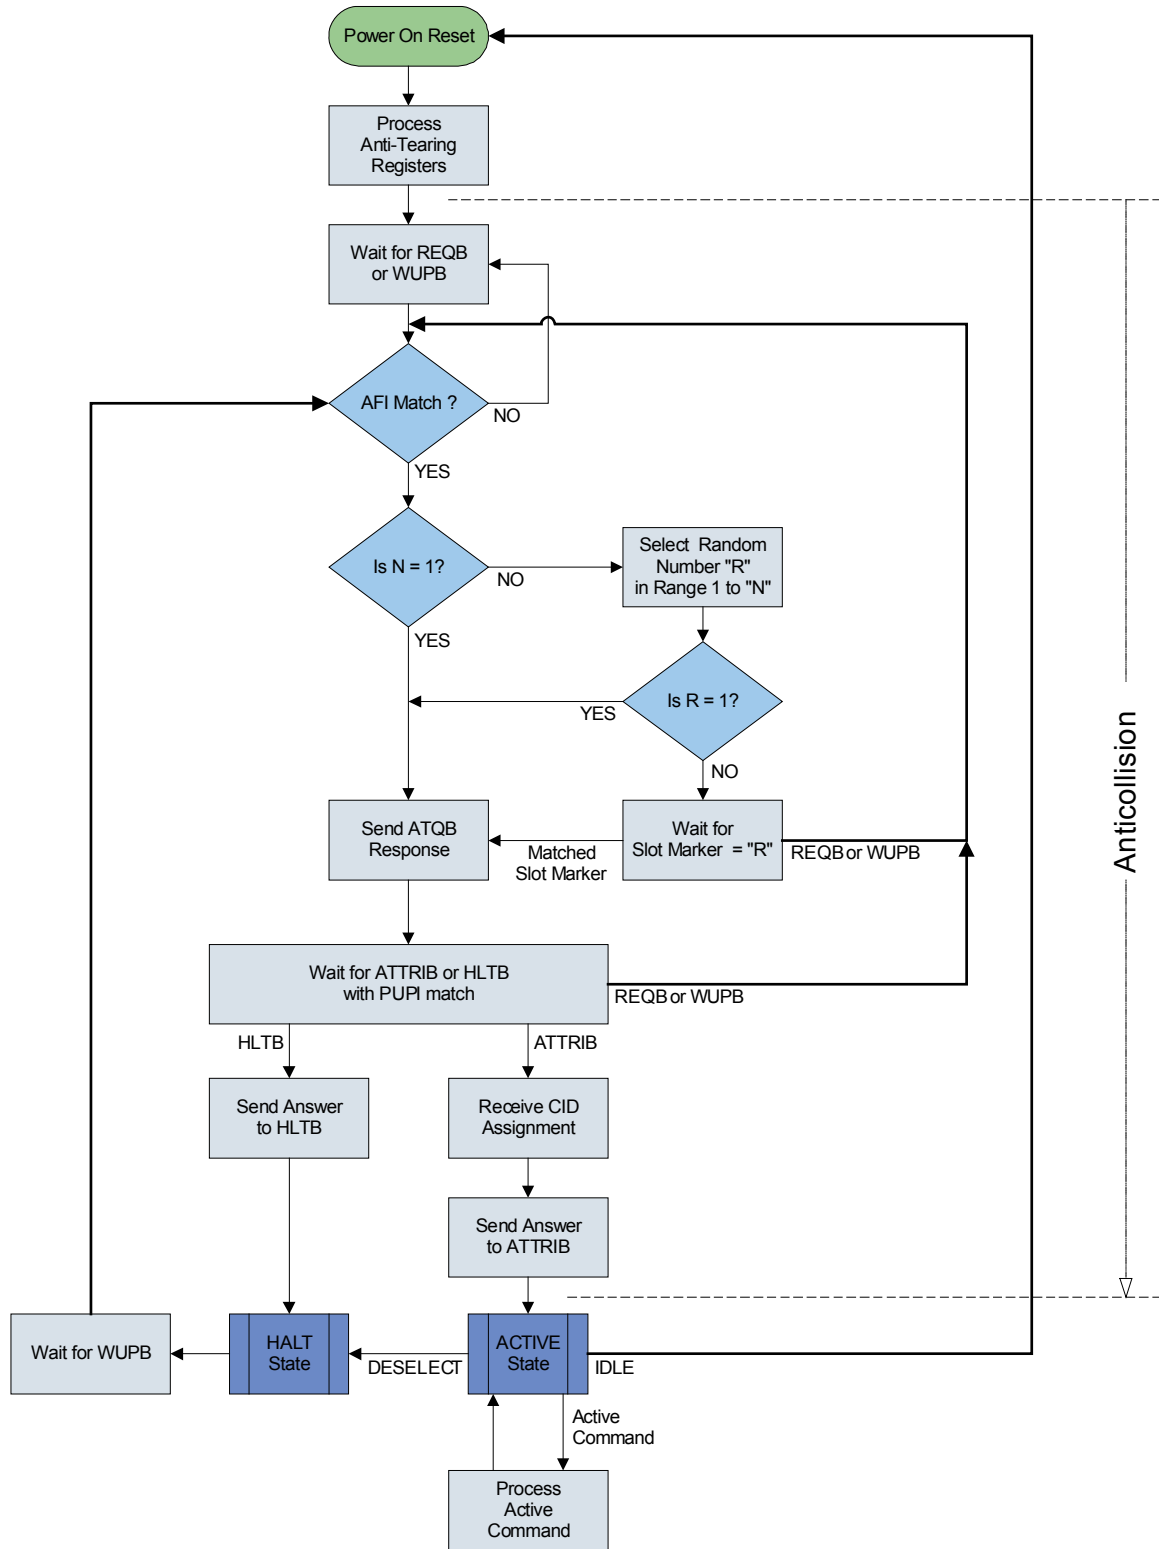 Power On Reset
Process
Anti-Tearing
Registers
Wait for REQB
or WUPB
AFI Match ?
NO
YES
Is N = 1?
NO
Select Random
Number "R"
in Range 1 to "N"
YES
Is R = 1?
YES
NO
Anticollision
Send ATQB
Response
Matched
Slot Marker
Wait for
Slot Marker = "R"
REQB or WUPB
Wait for ATTRIB or HLTB
with PUPI match
REQB or WUPB
HLTB
ATTRIB
Send Answer
to HLTB
Receive CID
Assignment
Send Answer
to ATTRIB
Wait for WUPB
HALT
State
DESELECT
ACTIVE
State
IDLE
Active
Command
Process
Active
Command